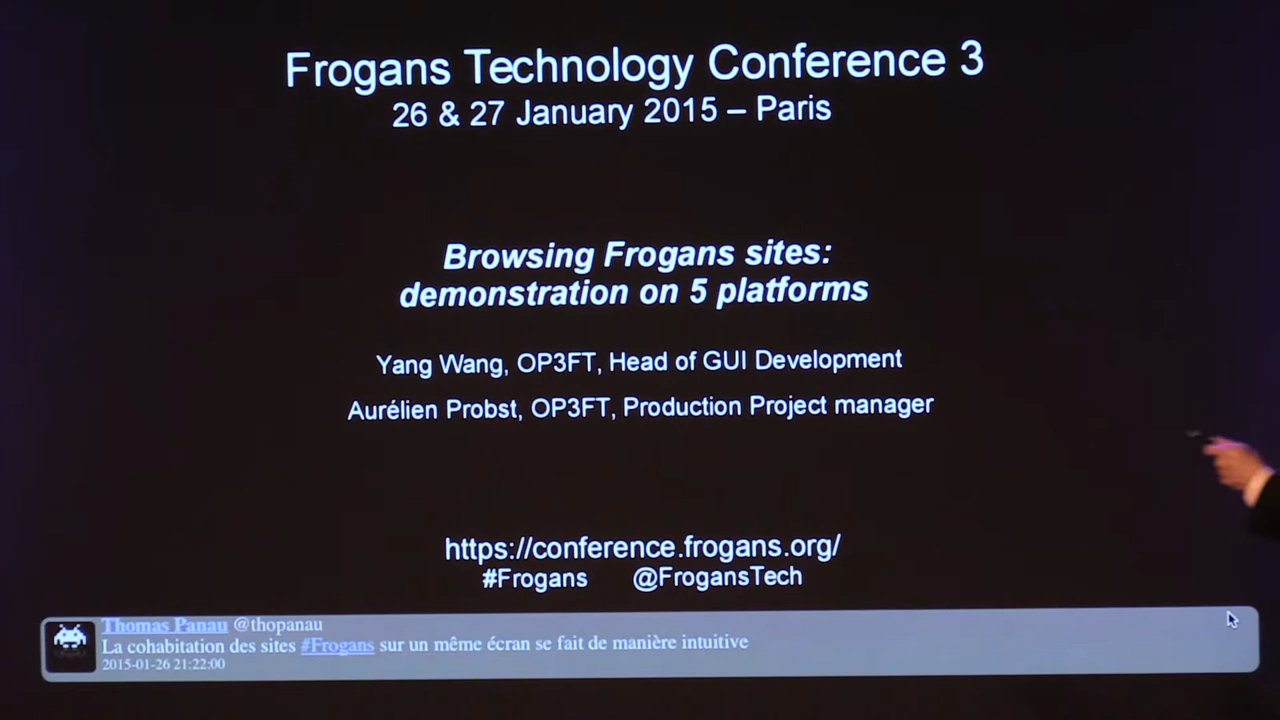 Frogans Technology Conference 3
26 & 27 January 2015 – Paris
Browsing Frogans sites:
demonstration on 5 platforms
Yang Wang, OP3FT, Head of GUI Development
Aurélien Probst, OP3FT, Production Project manager
https://conference.frogans.org/
#Frogans @FrogansTech
Thomas Panau @thopanau
La cohabitation des sites #Frogans sur un même écran se fait de manière intuitive
2015-01-26 21:22:00